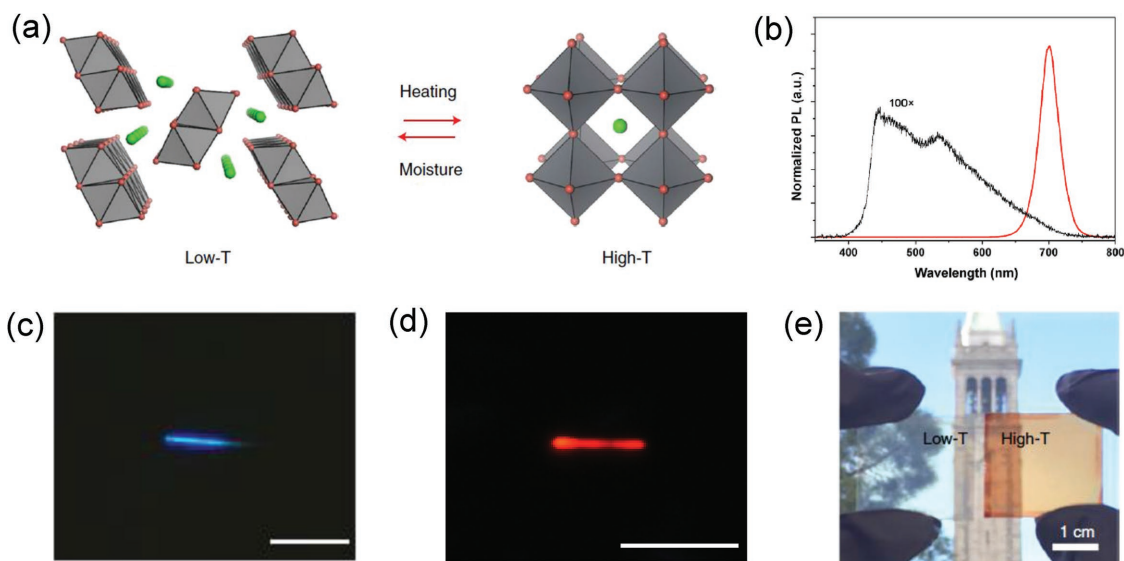 (a)
Heating
Moisture
Low-T
High-T
(b)
Normalized PL (a.u.)
100×
400
500
600
700
800
Wavelength (nm)
(c)
(d)
(e)
Low-T
High-T
1 cm